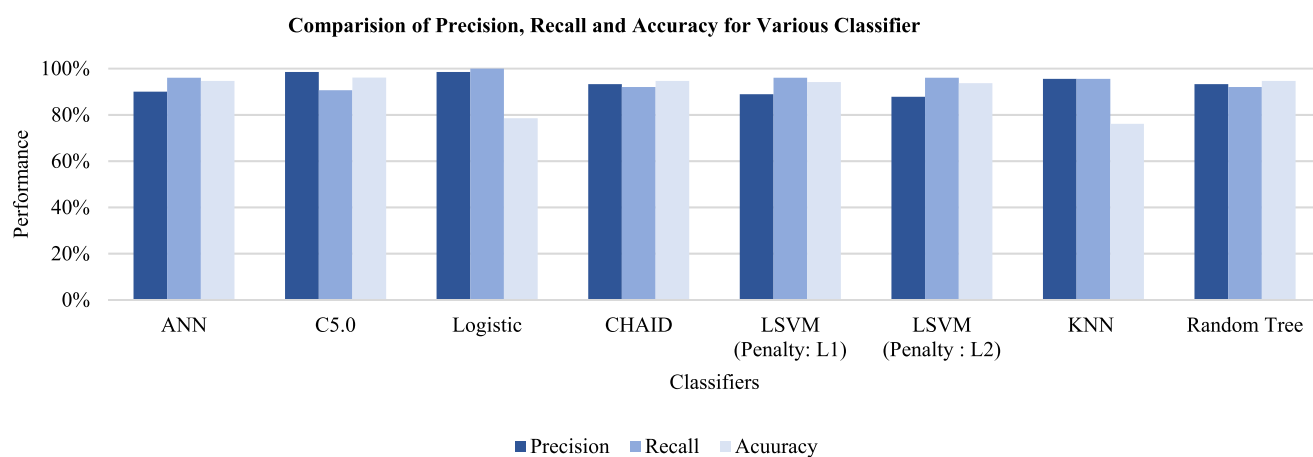 Comparision of Precision, Recall and Accuracy for Various Classifier
100%
80%
60%
40%
20%
0%
Performance
ANN
C5.0
Logistic
CHAID
LSVM
(Penalty: L1)
LSVM
(Penalty : L2)
KNN
Random Tree
Classifiers
Precision
Recall
Acuuracy